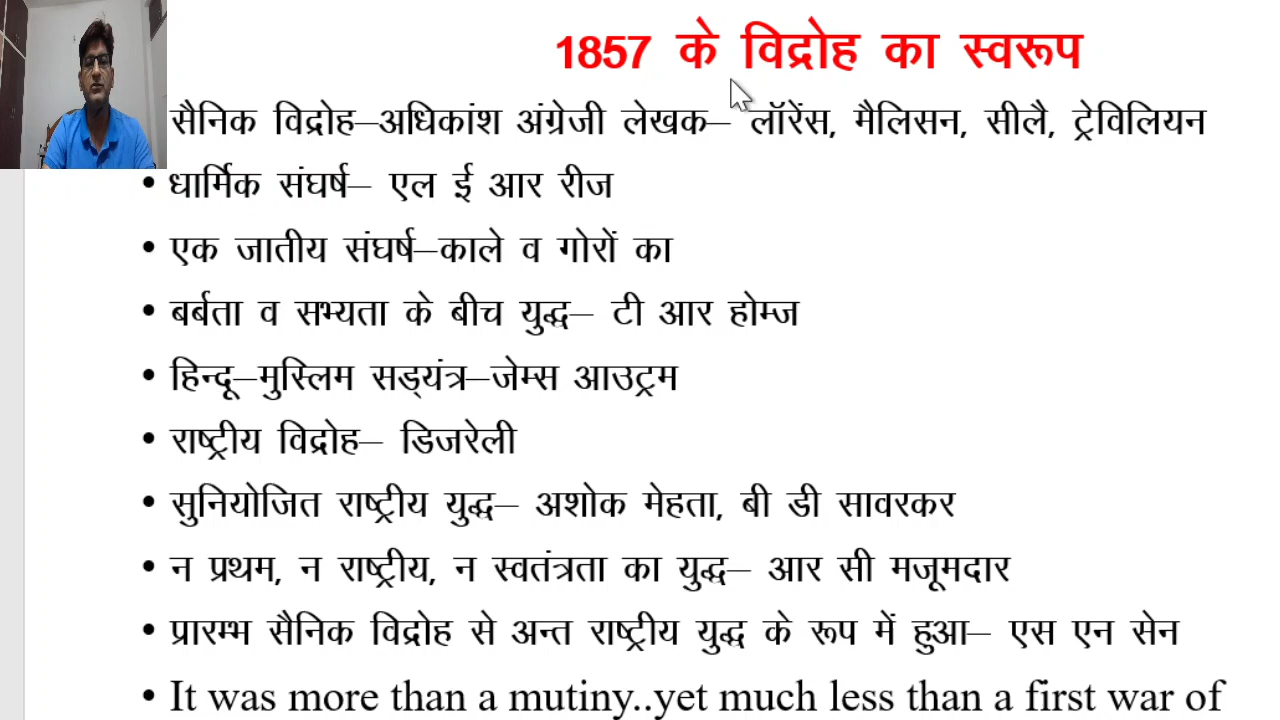 1857 के विद्रोह का स्वरूप
सैनिक विद्रोह–अधिकांश अंग्रेजी लेखक– लॉरेंस, मैलिसन, सीलै, ट्रेविलियन
• धार्मिक संघर्ष– एल ई आर रीज
• एक जातीय संघर्ष–काले व गोरों का
• बर्बता व सभ्यता के बीच युद्ध– टी आर होम्ज
• हिन्दू–मुस्लिम सड्यंत्र–जेम्स आउट्रम
• राष्ट्रीय विद्रोह– डिजरेली
• सुनियोजित राष्ट्रीय युद्ध– अशोक मेहता, बी डी सावरकर
• न प्रथम, न राष्ट्रीय, न स्वतंत्रता का युद्ध– आर सी मजूमदार
• प्रारम्भ सैनिक विद्रोह से अन्त राष्ट्रीय युद्ध के रूप में हुआ– एस एन सेन
• It was more than a mutiny..yet much less than a first war of